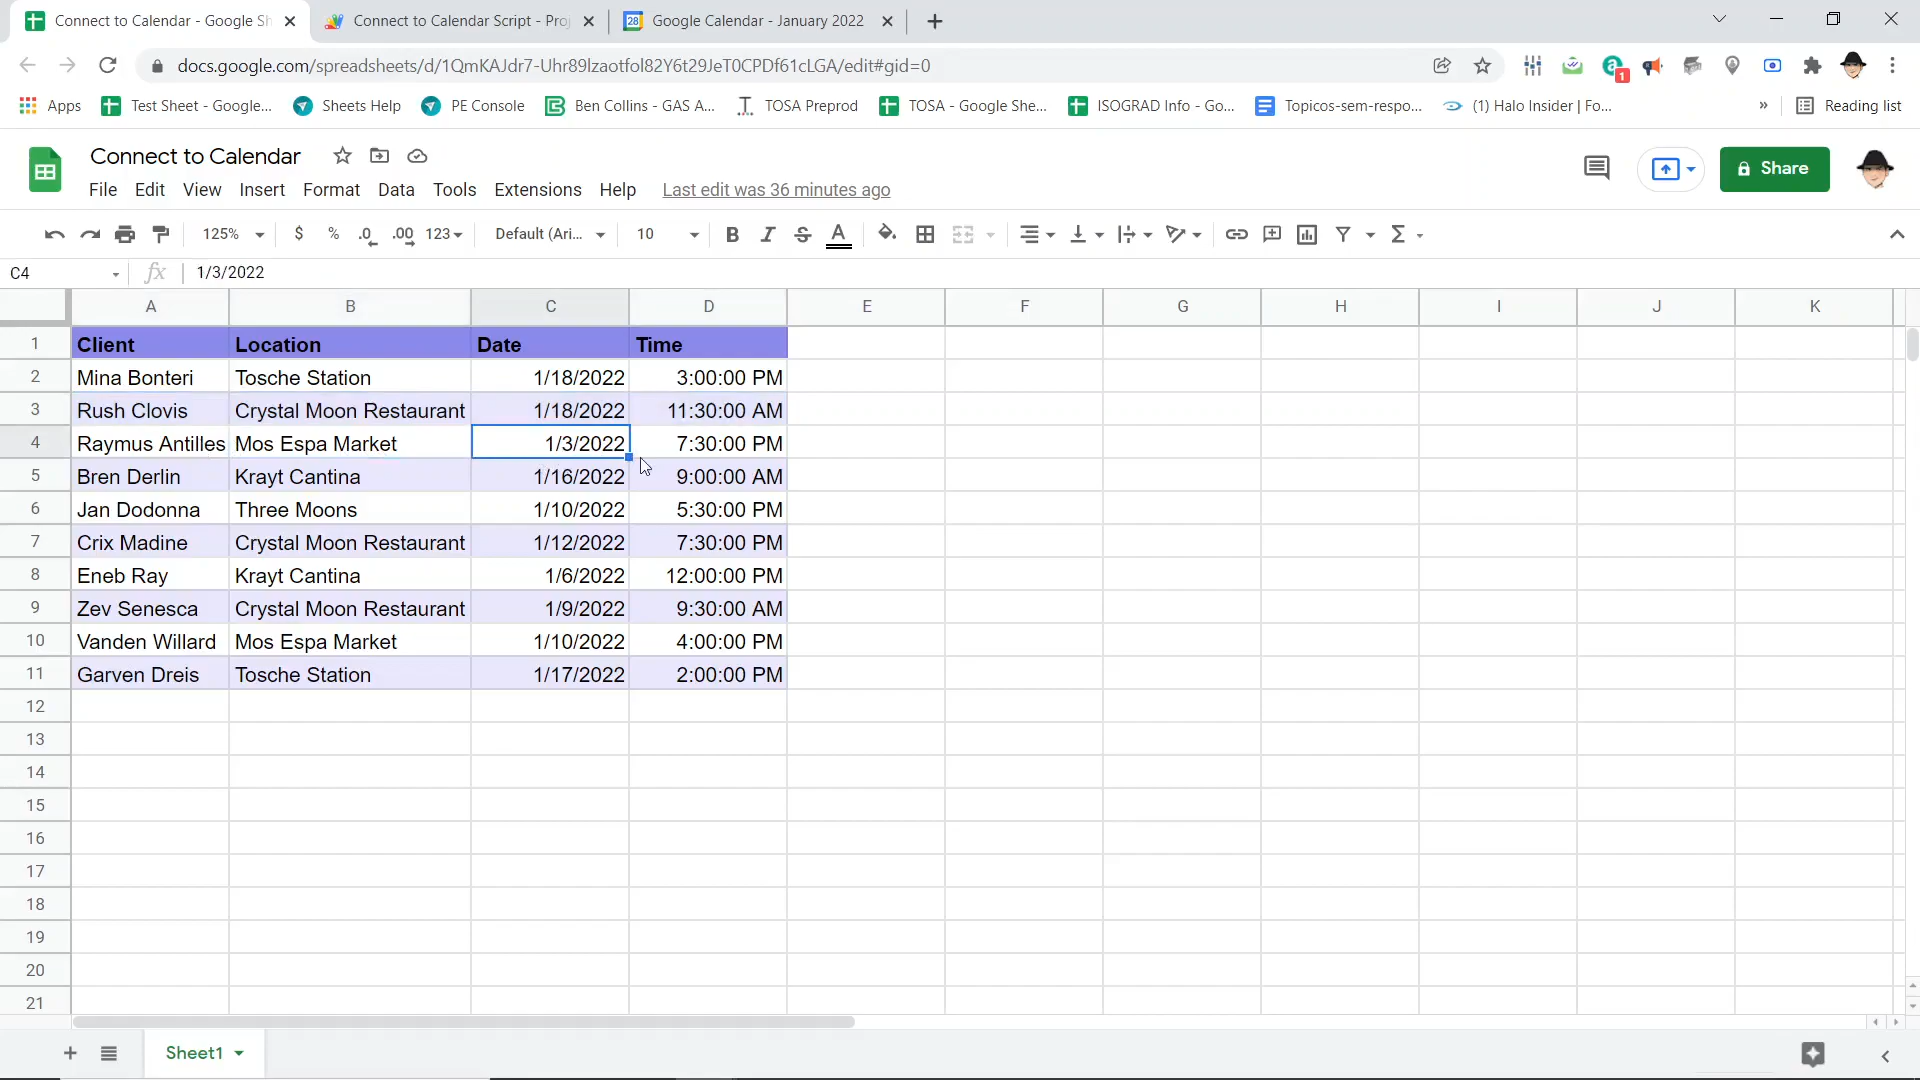 Connect to Calendar - Google Sh
Connect to Calendar Script - Proj
28 Google Calendar - January 2022
docs.google.com/spreadsheets/d/1QmKAJdr7-Uhr89lzaotfol82Y6t29JeT0CPDf61cLGA/edit#gid=0
1
Apps Test Sheet - Google... Sheets Help PE Console Ben Collins - GAS A... TOSA Preprod TOSA - Google She... ISOGRAD Info - Go... Topicos-sem-respo... (1) Halo Insider | Fo... » Reading list
Connect to Calendar
Share
File Edit View Insert Format Data Tools Extensions Help Last edit was 36 minutes ago
125% $ % .0 .00 123 Default (Ari... 10 B I S A Σ
C4 fx 1/3/2022
A B C D E F G H I J K
1 Client Location Date Time
2 Mina Bonteri Tosche Station 1/18/2022 3:00:00 PM
3 Rush Clovis Crystal Moon Restaurant 1/18/2022 11:30:00 AM
4 Raymus Antilles Mos Espa Market 1/3/2022 7:30:00 PM
5 Bren Derlin Krayt Cantina 1/16/2022 9:00:00 AM
6 Jan Dodonna Three Moons 1/10/2022 5:30:00 PM
7 Crix Madine Crystal Moon Restaurant 1/12/2022 7:30:00 PM
8 Eneb Ray Krayt Cantina 1/6/2022 12:00:00 PM
9 Zev Senesca Crystal Moon Restaurant 1/9/2022 9:30:00 AM
10 Vanden Willard Mos Espa Market 1/10/2022 4:00:00 PM
11 Garven Dreis Tosche Station 1/17/2022 2:00:00 PM
12
13
14
15
16
17
18
19
20
21
Sheet1